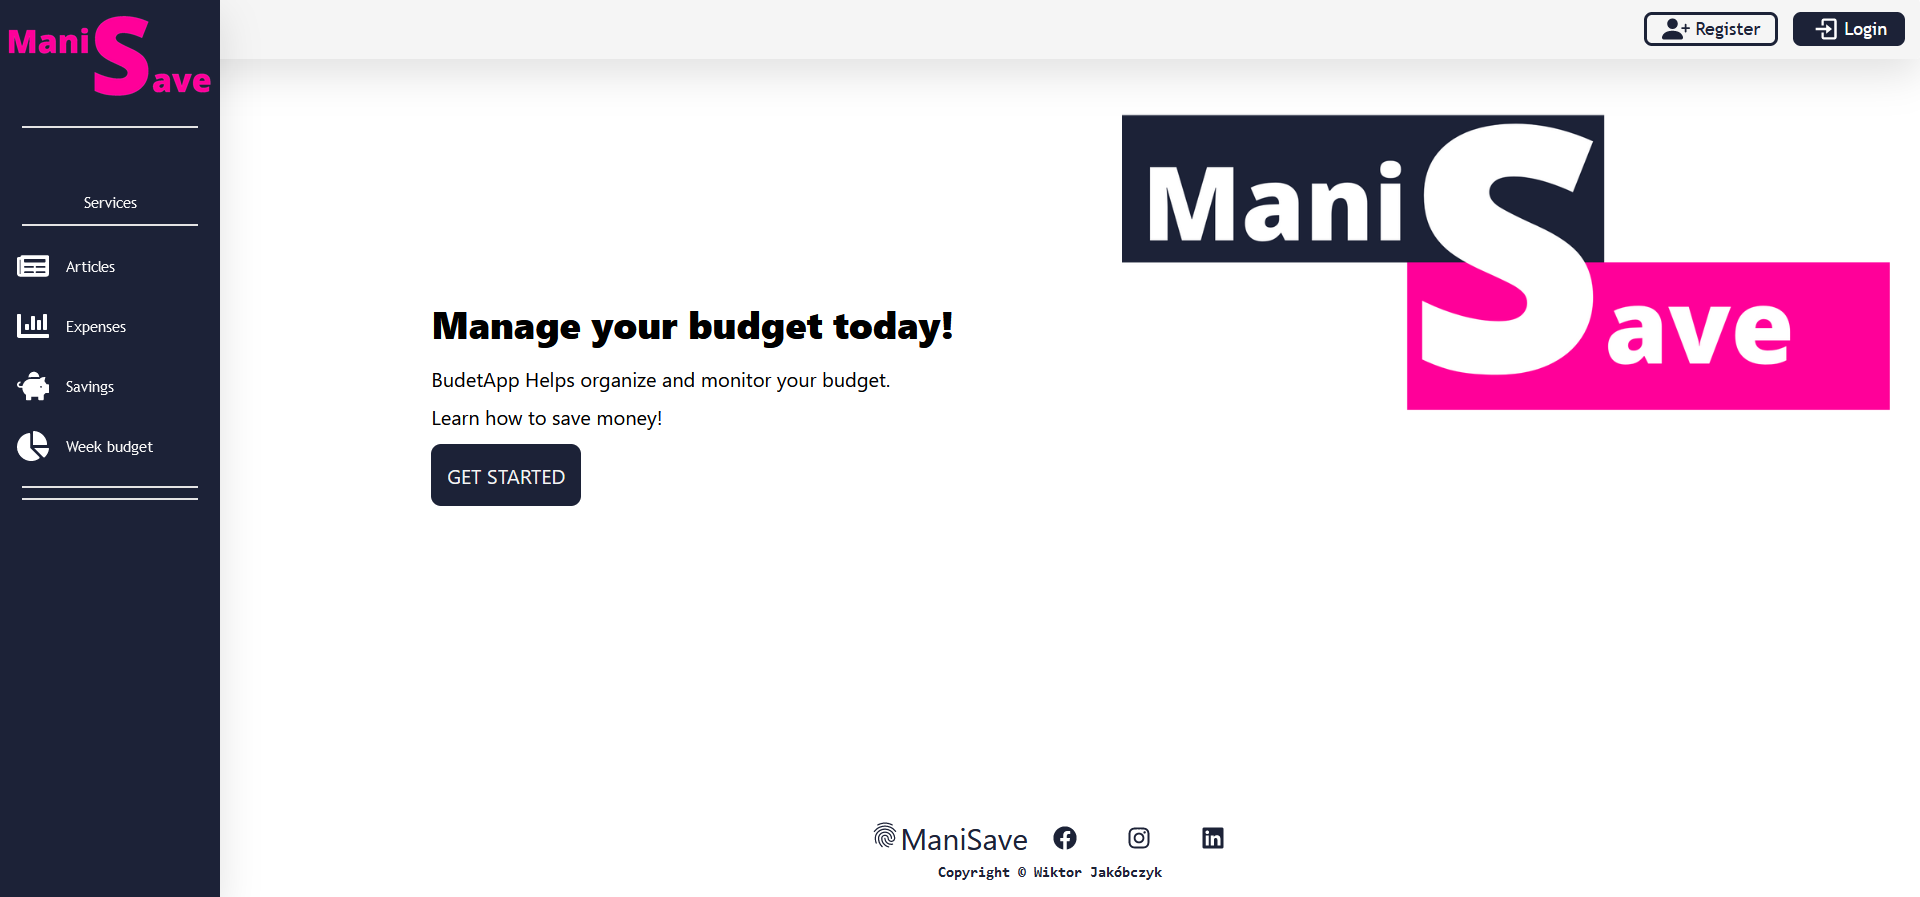 ManiSave
Register
Login
Services
Articles
Expenses
Savings
Week budget
ManiSave
Manage your budget today!
BudetApp Helps organize and monitor your budget.
Learn how to save money!
GET STARTED
ManiSave
Copyright © Wiktor Jakóbczyk